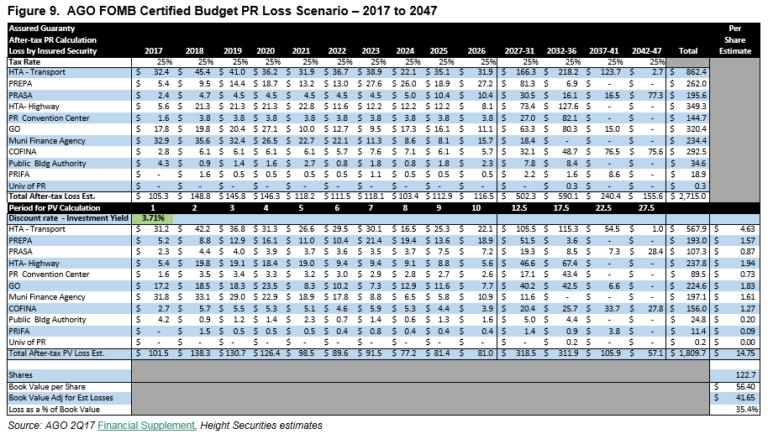 Figure 9. AGO FOMB Certified Budget PR Loss Scenario – 2017 to 2047
Assured Guaranty Per
After-tax PR Calculation Share
Loss by Insured Security 2017 2018 2019 2020 2021 2022 2023 2024 2025 2026 2027-31 2032-36 2037-41 2042-47 Total Estimate
Tax Rate 25% 25% 25% 25% 25% 25% 25% 25% 25% 25% 25% 25% 25% 25%
HTA - Transport $ 32.4 $ 45.4 $ 41.0 $ 36.2 $ 31.9 $ 36.7 $ 38.9 $ 22.1 $ 35.1 $ 31.9 $ 166.3 $ 218.2 $ 123.7 $ 2.7 $ 862.4
PREPA $ 5.4 $ 9.5 $ 14.4 $ 18.7 $ 13.2 $ 13.0 $ 27.6 $ 26.0 $ 18.9 $ 27.2 $ 81.3 $ 6.9 $ - $ - $ 262.0
PRASA $ 2.4 $ 4.7 $ 4.5 $ 4.5 $ 4.5 $ 4.5 $ 4.5 $ 5.0 $ 10.4 $ 10.4 $ 30.5 $ 16.1 $ 16.5 $ 77.3 $ 195.6
HTA- Highway $ 5.6 $ 21.3 $ 21.3 $ 21.3 $ 22.8 $ 11.6 $ 12.2 $ 12.2 $ 12.2 $ 8.1 $ 73.4 $ 127.6 $ - $ - $ 349.3
PR Convention Center $ 1.6 $ 3.8 $ 3.8 $ 3.8 $ 3.8 $ 3.8 $ 3.8 $ 3.8 $ 3.8 $ 3.8 $ 27.0 $ 82.1 $ - $ - $ 144.7
GO $ 17.8 $ 19.8 $ 20.4 $ 27.1 $ 10.0 $ 12.7 $ 9.5 $ 17.3 $ 16.1 $ 11.1 $ 63.3 $ 80.3 $ 15.0 $ - $ 320.4
Muni Finance Agency $ 32.9 $ 35.6 $ 32.4 $ 26.5 $ 22.7 $ 22.1 $ 11.3 $ 8.6 $ 8.1 $ 15.7 $ 18.4 $ - $ - $ - $ 234.4
COFINA $ 2.8 $ 6.1 $ 6.1 $ 6.1 $ 6.1 $ 5.7 $ 7.6 $ 7.1 $ 6.1 $ 5.7 $ 32.1 $ 48.7 $ 76.5 $ 75.6 $ 292.5
Public Bldg Authority $ 4.3 $ 0.9 $ 1.4 $ 1.6 $ 2.7 $ 0.8 $ 1.8 $ 0.8 $ 1.8 $ 2.3 $ 7.8 $ 8.4 $ - $ - $ 34.6
PRIFA $ - $ 1.6 $ 0.5 $ 0.5 $ 0.5 $ 0.5 $ 1.1 $ 0.5 $ 0.5 $ 0.5 $ 2.2 $ 1.6 $ 8.6 $ - $ 18.9
Univ of PR $ - $ - $ - $ - $ - $ - $ - $ - $ - $ - $ - $ 0.3 $ - $ - $ 0.3
Total After-tax Loss Est. $ 105.3 $ 148.8 $ 145.8 $ 146.3 $ 118.2 $ 111.5 $ 118.1 $ 103.4 $ 112.9 $ 116.5 $ 502.3 $ 590.1 $ 240.4 $ 155.6 $ 2,715.0
Period for PV Calculation 1 2 3 4 5 6 7 8 9 10 12.5 17.5 22.5 27.5
Discount rate - Investment Yield 3.71%
HTA - Transport $ 31.2 $ 42.2 $ 36.8 $ 31.3 $ 26.6 $ 29.5 $ 30.1 $ 16.5 $ 25.3 $ 22.1 $ 105.5 $ 115.3 $ 54.5 $ 1.0 $ 567.9 $ 4.63
PREPA $ 5.2 $ 8.8 $ 12.9 $ 16.1 $ 11.0 $ 10.4 $ 21.4 $ 19.4 $ 13.6 $ 18.9 $ 51.5 $ 3.6 $ - $ - $ 193.0 $ 1.57
PRASA $ 2.3 $ 4.4 $ 4.0 $ 3.9 $ 3.7 $ 3.6 $ 3.5 $ 3.7 $ 7.5 $ 7.2 $ 19.3 $ 8.5 $ 7.3 $ 28.4 $ 107.3 $ 0.87
HTA- Highway $ 5.4 $ 19.8 $ 19.1 $ 18.4 $ 19.0 $ 9.4 $ 9.4 $ 9.1 $ 8.8 $ 5.6 $ 46.6 $ 67.4 $ - $ - $ 237.8 $ 1.94
PR Convention Center $ 1.6 $ 3.5 $ 3.4 $ 3.3 $ 3.2 $ 3.0 $ 2.9 $ 2.8 $ 2.7 $ 2.6 $ 17.1 $ 43.4 $ - $ - $ 89.5 $ 0.73
GO $ 17.2 $ 18.5 $ 18.3 $ 23.5 $ 8.3 $ 10.2 $ 7.3 $ 12.9 $ 11.6 $ 7.7 $ 40.2 $ 42.5 $ 6.6 $ - $ 224.6 $ 1.83
Muni Finance Agency $ 31.8 $ 33.1 $ 29.0 $ 22.9 $ 18.9 $ 17.8 $ 8.8 $ 6.5 $ 5.8 $ 10.9 $ 11.6 $ - $ - $ - $ 197.1 $ 1.61
COFINA $ 2.7 $ 5.7 $ 5.5 $ 5.3 $ 5.1 $ 4.6 $ 5.9 $ 5.3 $ 4.4 $ 3.9 $ 20.4 $ 25.7 $ 33.7 $ 27.8 $ 156.0 $ 1.27
Public Bldg Authority $ 4.2 $ 0.9 $ 1.2 $ 1.4 $ 2.3 $ 0.7 $ 1.4 $ 0.6 $ 1.3 $ 1.6 $ 5.0 $ 4.4 $ - $ - $ 24.8 $ 0.20
PRIFA $ - $ 1.5 $ 0.5 $ 0.5 $ 0.5 $ 0.4 $ 0.8 $ 0.4 $ 0.4 $ 0.4 $ 1.4 $ 0.9 $ 3.8 $ - $ 11.4 $ 0.09
Univ of PR $ - $ - $ - $ - $ - $ - $ - $ - $ - $ - $ - $ 0.2 $ - $ - $ 0.2 $ 0.00
Total After-tax PV Loss Est. $ 101.5 $ 138.3 $ 130.7 $ 126.4 $ 98.5 $ 89.6 $ 91.5 $ 77.2 $ 81.4 $ 81.0 $ 318.5 $ 311.9 $ 105.9 $ 57.1 $ 1,809.7 $ 14.75
Shares 122.7
Book Value per Share $ 56.40
Book Value Adj for Est Losses $ 41.65
Loss as a % of Book Value 35.4%
Source: AGO 2Q17 Financial Supplement, Height Securities estimates